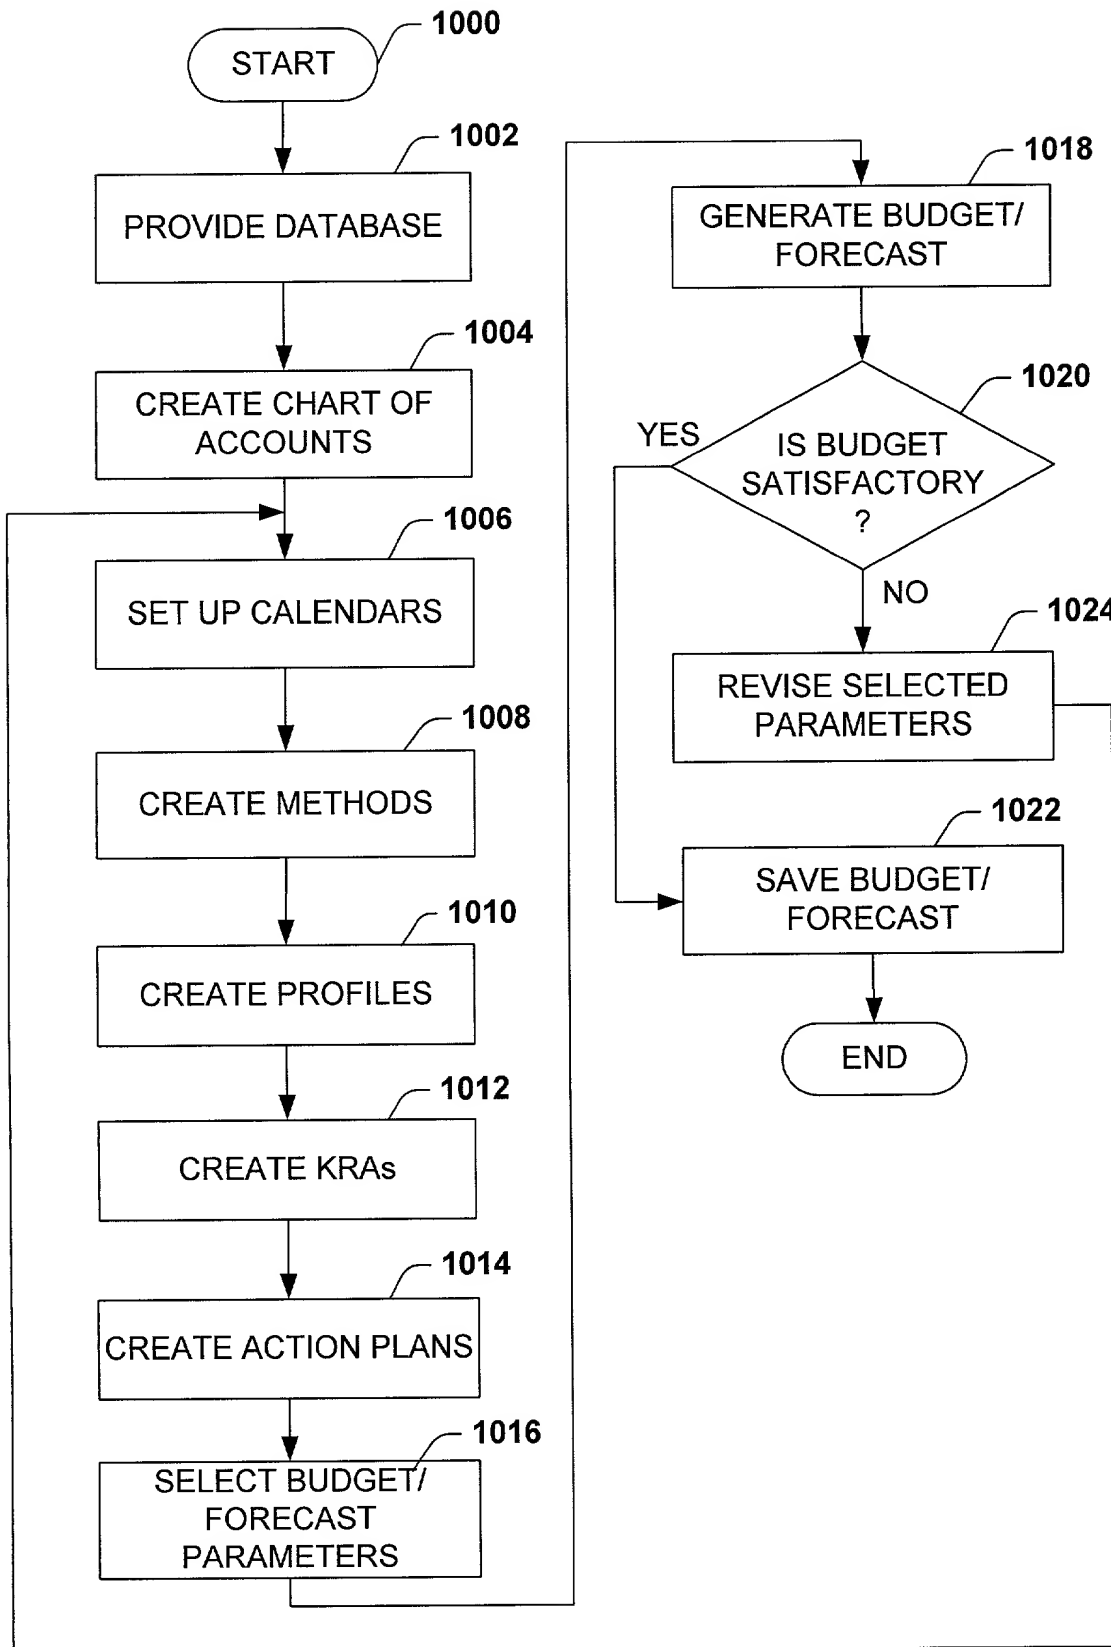 1000
START
1002
PROVIDE DATABASE
1004
CREATE CHART OF
ACCOUNTS
1006
SET UP CALENDARS
1008
CREATE METHODS
1010
CREATE PROFILES
1012
CREATE KRAs
1014
CREATE ACTION PLANS
1016
SELECT BUDGET/
FORECAST
PARAMETERS
1018
GENERATE BUDGET/
FORECAST
1020
YES
IS BUDGET
SATISFACTORY
?
NO
1024
REVISE SELECTED
PARAMETERS
1022
SAVE BUDGET/
FORECAST
END